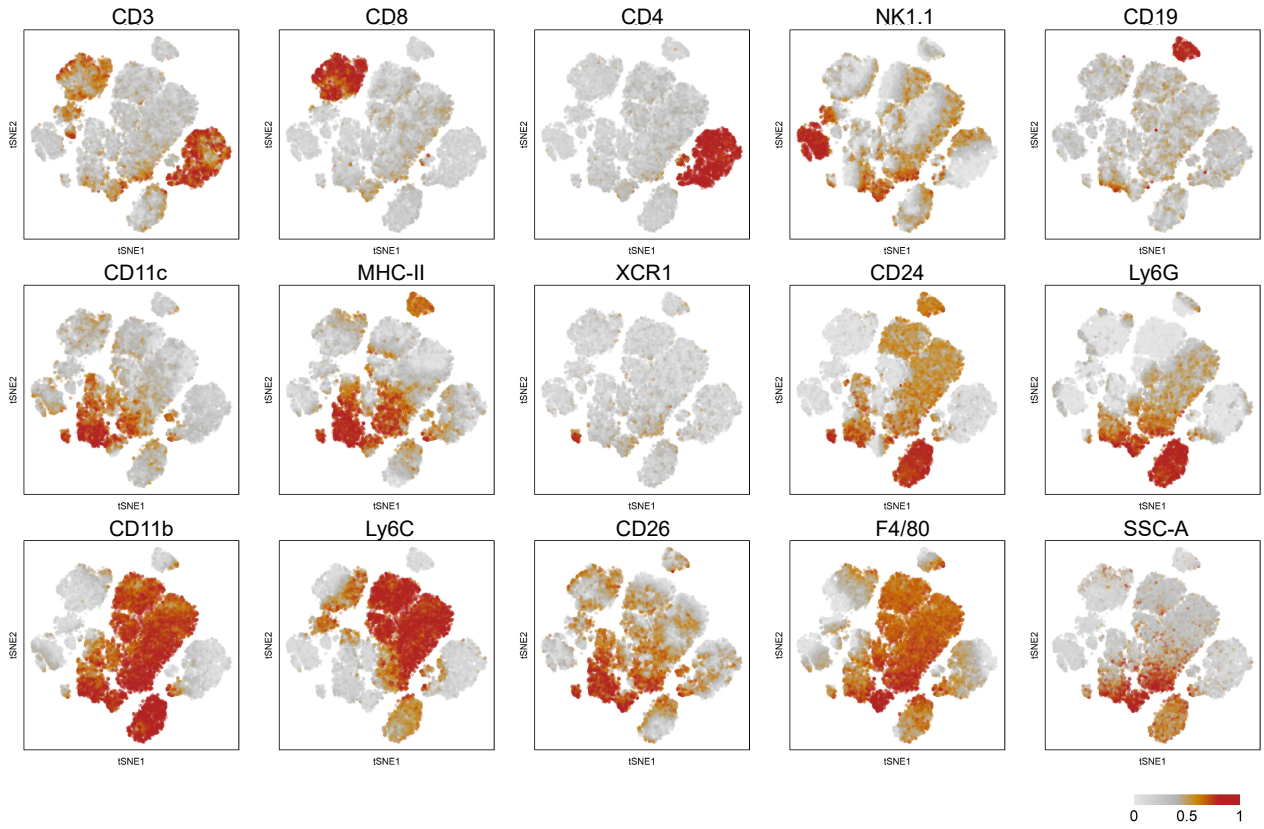 CD3 CD8 CD4 NK1.1 CD19
tSNE2 tSNE2 tSNE2 tSNE2 tSNE2
tSNE1 tSNE1 tSNE1 tSNE1 tSNE1
CD11c MHC-II XCR1 CD24 Ly6G
tSNE2 tSNE2 tSNE2 tSNE2 tSNE2
tSNE1 tSNE1 tSNE1 tSNE1 tSNE1
CD11b Ly6C CD26 F4/80 SSC-A
tSNE2 tSNE2 tSNE2 tSNE2 tSNE2
tSNE1 tSNE1 tSNE1 tSNE1 tSNE1
0 0.5 1